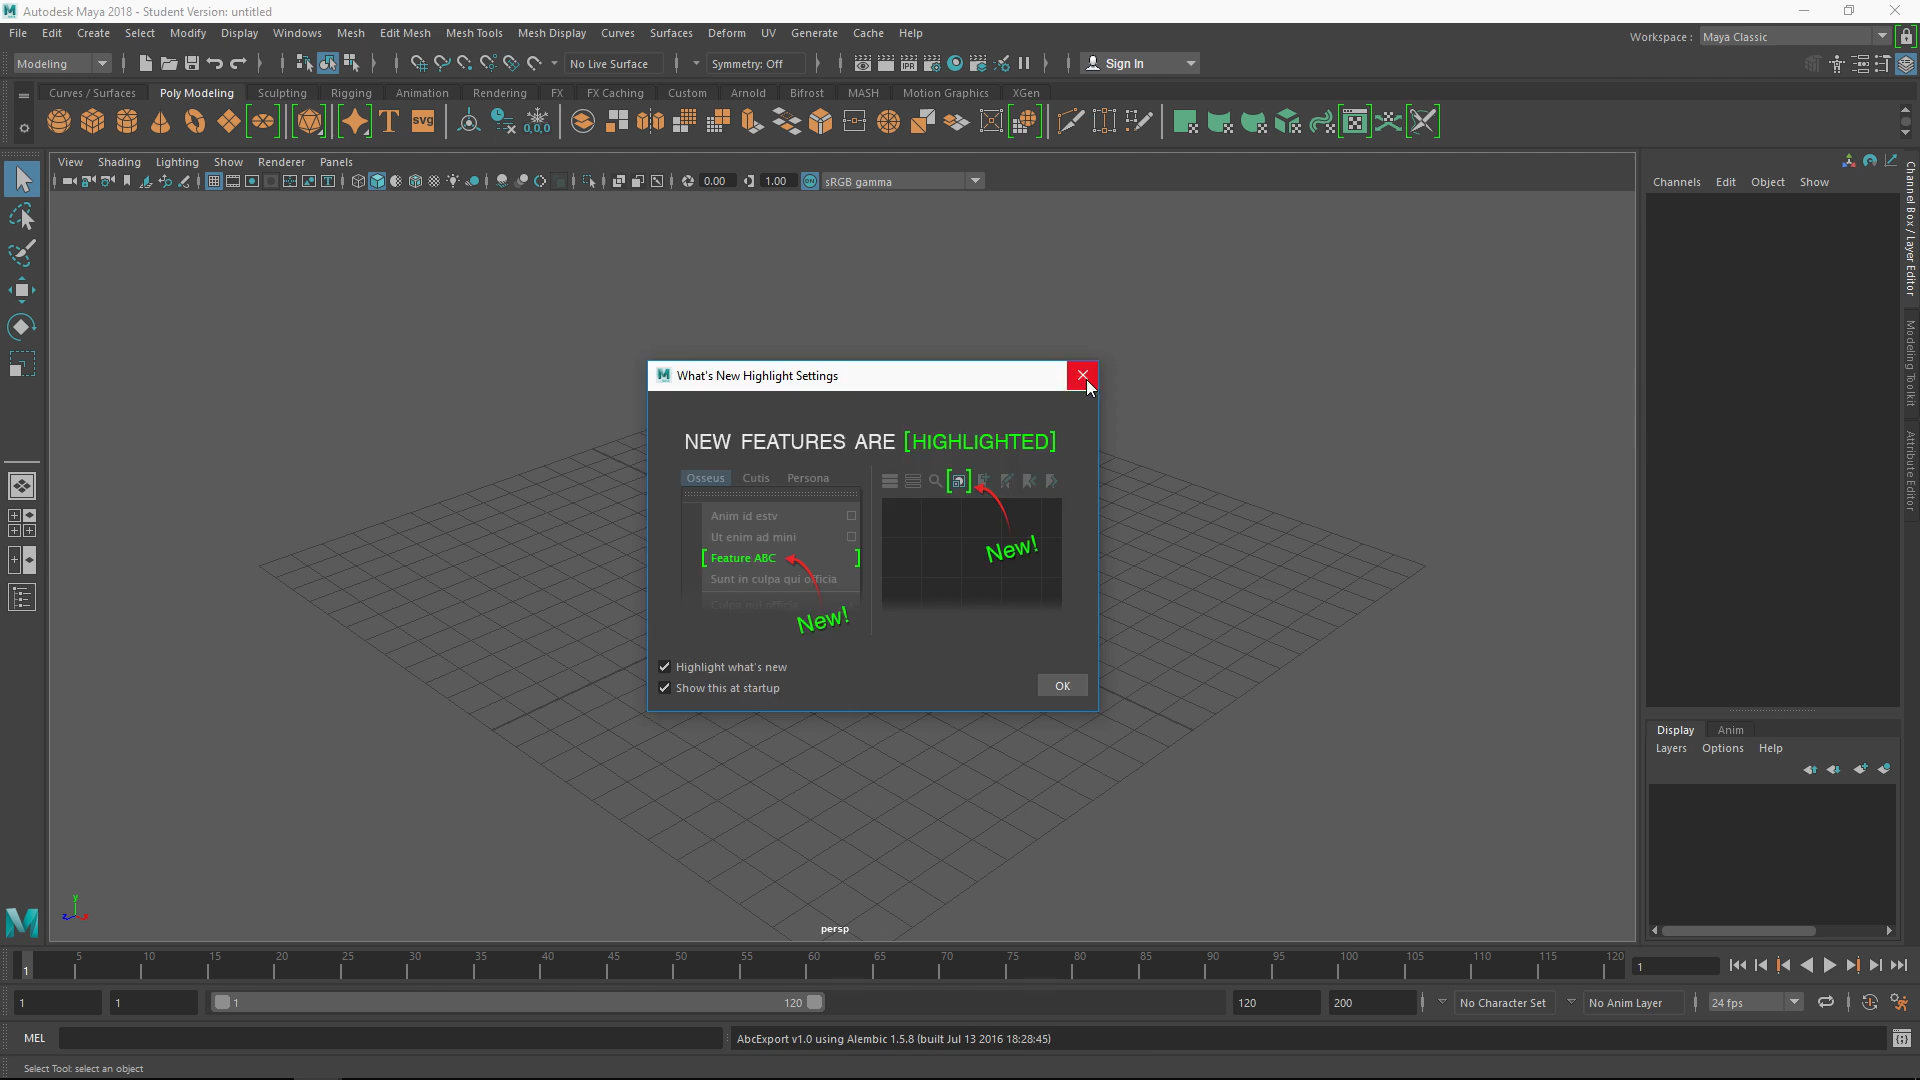 Autodesk Maya 2018 - Student Version: untitled
File Edit Create Select Modify Display Windows Mesh Edit Mesh Mesh Tools Mesh Display Curves Surfaces Deform UV Generate Cache Help
Workspace : Maya Classic
Modeling No Live Surface Symmetry: Off Sign In
Curves / Surfaces Poly Modeling Sculpting Rigging Animation Rendering FX FX Caching Custom Arnold Bifrost MASH Motion Graphics XGen
T svg 0,0,0
View Shading Lighting Show Renderer Panels
0.00 1.00 sRGB gamma
Channels Edit Object Show
Channel Box / Layer Editor
Modeling Toolkit
Attribute Editor
What's New Highlight Settings
NEW FEATURES ARE [HIGHLIGHTED]
Osseus Cutis Persona
Anim id estv
Ut enim ad mini
Feature ABC
Sunt in culpa qui officia
Culpa qui officia
New!
New!
Highlight what's new
Show this at startup
OK
Display Anim
Layers Options Help
y
z x
persp
1 5 10 15 20 25 30 35 40 45 50 55 60 65 70 75 80 85 90 95 100 105 110 115 120 1
1 1 1 120 120 200 No Character Set No Anim Layer 24 fps
MEL AbcExport v1.0 using Alembic 1.5.8 (built Jul 13 2016 18:28:45)
Select Tool: select an object